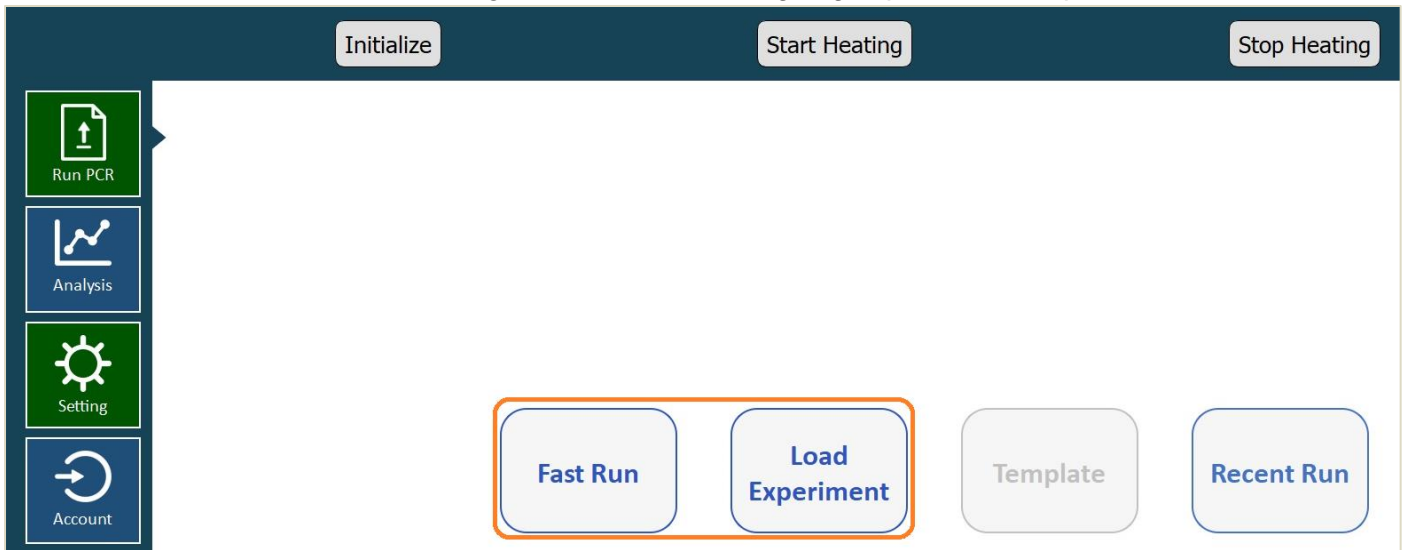 Initialize
Start Heating
Stop Heating
Run PCR
Analysis
Setting
Account
Fast Run
Load
Experiment
Template
Recent Run